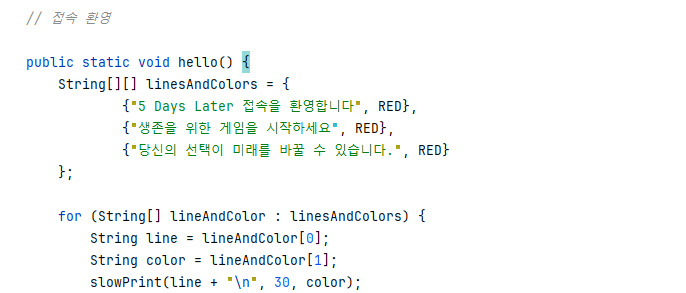 // 접속 환영
public static void hello() {
String[][] linesAndColors = {
{"5 Days Later 접속을 환영합니다", RED},
{"생존을 위한 게임을 시작하세요", RED},
{"당신의 선택이 미래를 바꿀 수 있습니다.", RED}
};
for (String[] lineAndColor : linesAndColors) {
String line = lineAndColor[0];
String color = lineAndColor[1];
slowPrint(line + "\n", 30, color);